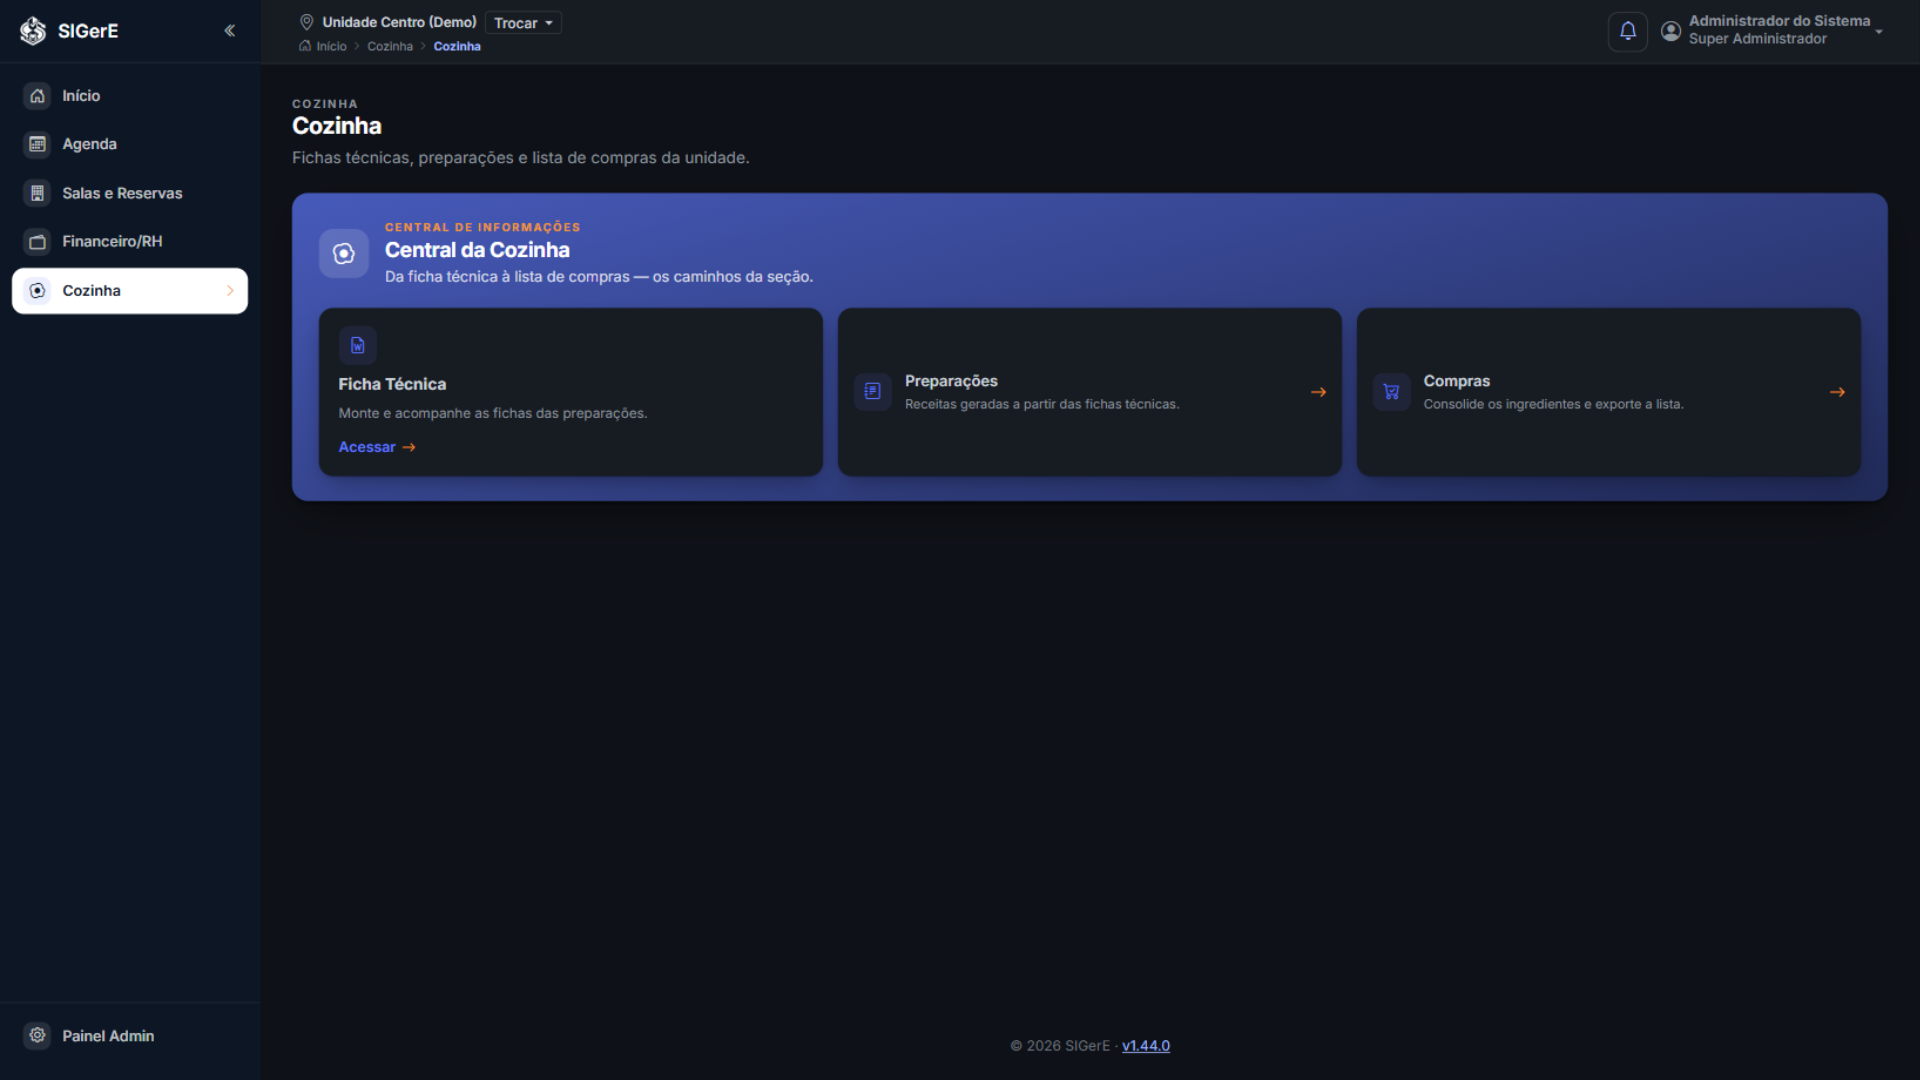 SIGerE
Unidade Centro (Demo)
Trocar
Início
Cozinha
Cozinha
Administrador do Sistema
Super Administrador
Início
Agenda
Salas e Reservas
Financeiro/RH
Cozinha
Painel Admin
COZINHA
Cozinha
Fichas técnicas, preparações e lista de compras da unidade.
CENTRAL DE INFORMAÇÕES
Central da Cozinha
Da ficha técnica à lista de compras — os caminhos da seção.
Ficha Técnica
Monte e acompanhe as fichas das preparações.
Acessar →
Preparações
Receitas geradas a partir das fichas técnicas.
Compras
Consolide os ingredientes e exporte a lista.
© 2026 SIGerE · v1.44.0